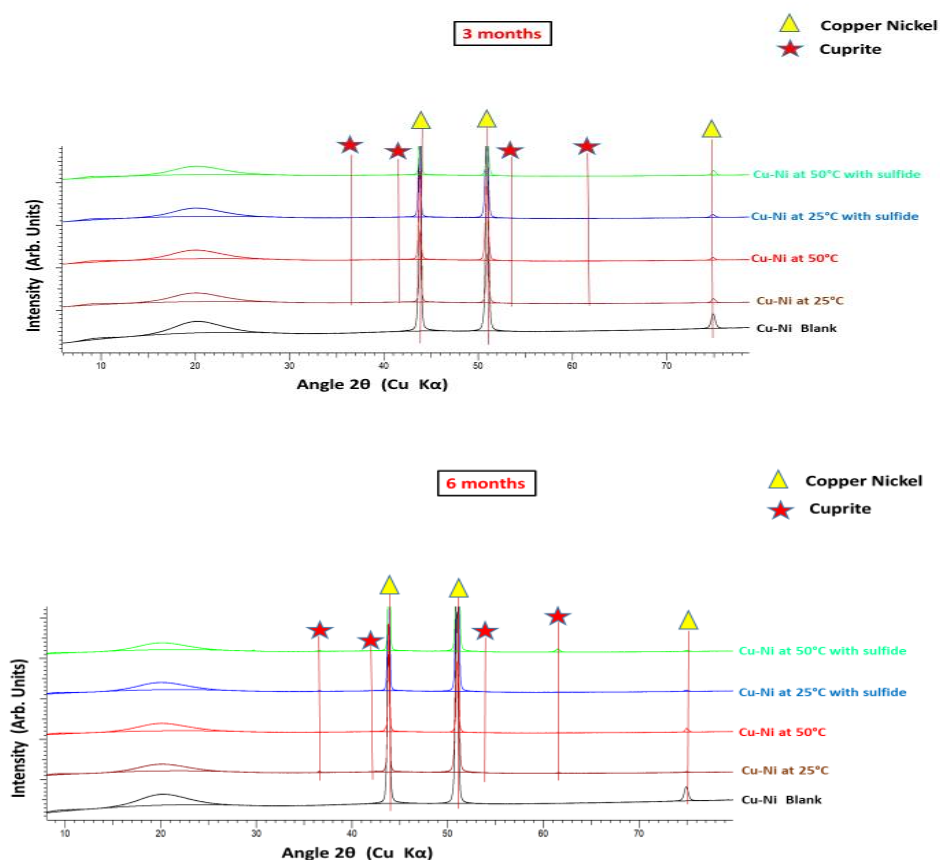 3 months
Copper Nickel
Cuprite
Intensity (Arb. Units)
Cu-Ni at 50°C with sulfide
Cu-Ni at 25°C with sulfide
Cu-Ni at 50°C
Cu-Ni at 25°C
Cu-Ni Blank
10 20 30 40 50 60 70
Angle 2θ (Cu Kα)
6 months
Copper Nickel
Cuprite
Intensity (Arb. Units)
Cu-Ni at 50°C with sulfide
Cu-Ni at 25°C with sulfide
Cu-Ni at 50°C
Cu-Ni at 25°C
Cu-Ni Blank
10 20 30 40 50 60 70
Angle 2θ (Cu Kα)